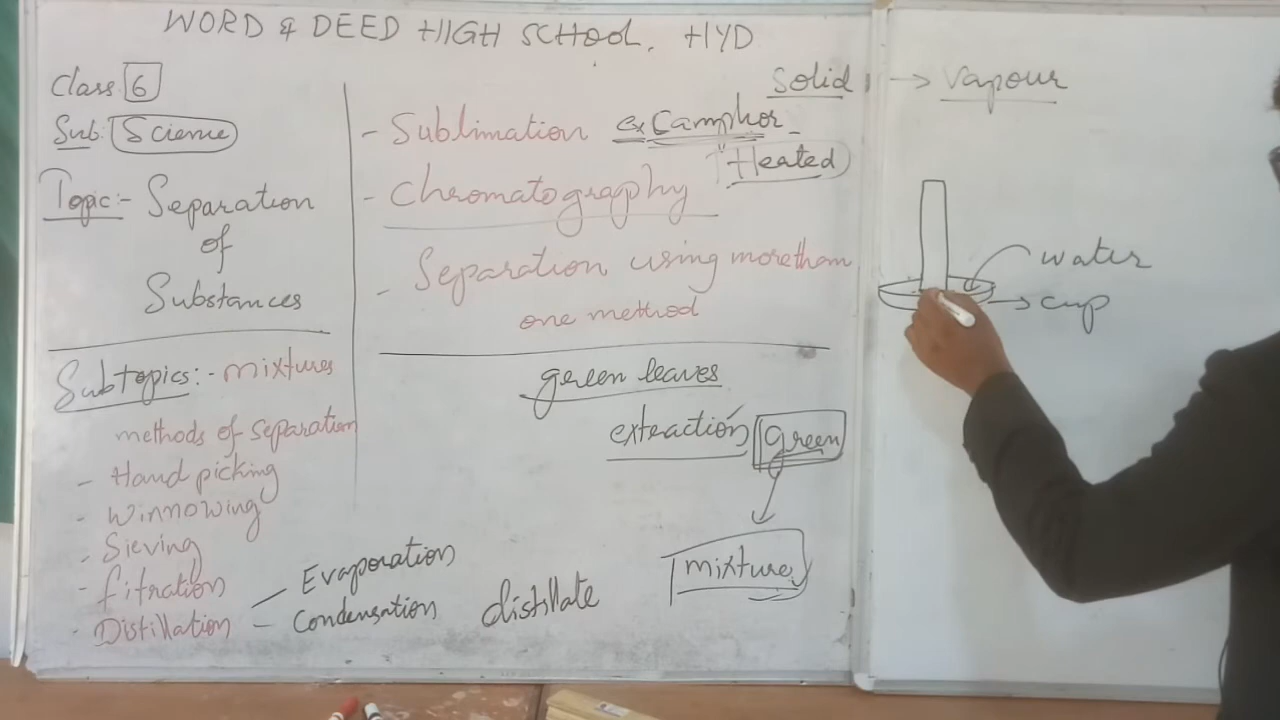 WORD & DEED HIGH SCHOOL, HYD
Class 6
Sub: Science
Topic:- Separation
of
Substances
Subtopics:- mixtures
methods of separation
- Hand picking
- Winnowing
- Sieving
- fitration
- Distillation - Evaporation
- Condensation
distillate
Solid → Vapour
- Sublimation ex Camphor
Heated
- Chromatography
- Separation using morethan
one method
green leaves
extraction green
mixture
water
→ cup